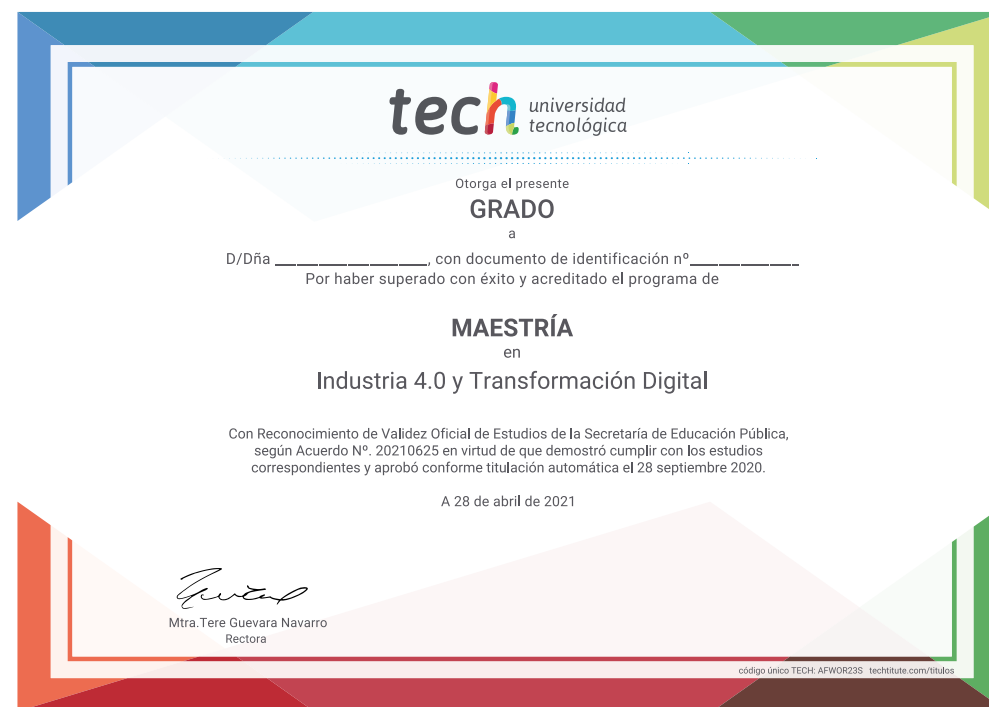 tech universidad
tecnológica
Otorga el presente
GRADO
a
D/Dña ____________________, con documento de identificación nº______________
Por haber superado con éxito y acreditado el programa de
MAESTRÍA
en
Industria 4.0 y Transformación Digital
Con Reconocimiento de Validez Oficial de Estudios de la Secretaría de Educación Pública,
según Acuerdo Nº. 20210625 en virtud de que demostró cumplir con los estudios
correspondientes y aprobó conforme titulación automática el 28 septiembre 2020.
A 28 de abril de 2021
Mtra.Tere Guevara Navarro
Rectora
código único TECH: AFWOR23S techtitute.com/titulos